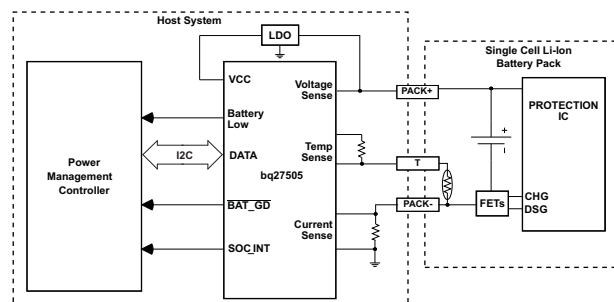 Host System
LDO
Single Cell Li-Ion
Battery Pack
VCC
Voltage
Sense
PACK+
PROTECTION
IC
Battery
Low
Temp
Sense
I2C
DATA
bq27505
T
Power
Management
Controller
BAT_GD
PACK-
FETs
CHG
DSG
Current
Sense
SOC_INT
+